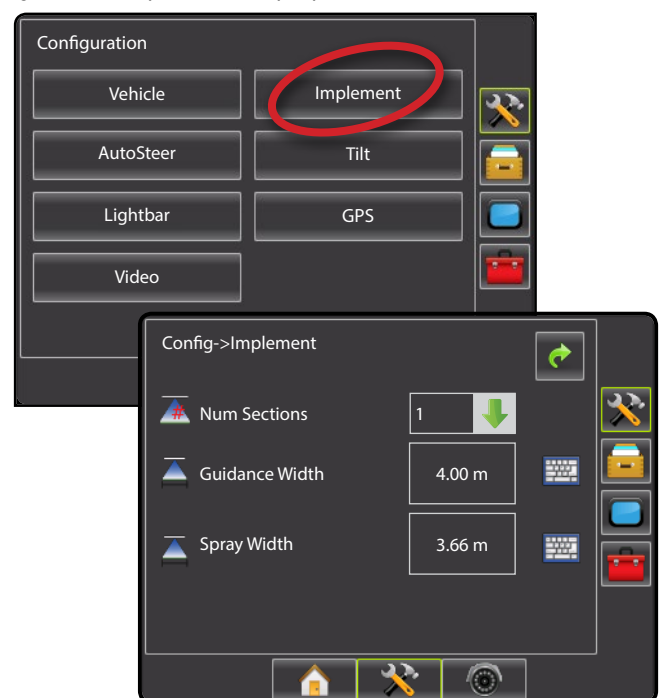 Configuration
Vehicle
Implement
AutoSteer
Tilt
Lightbar
GPS
Video
Config->Implement
Num Sections
1
Guidance Width
4.00 m
Spray Width
3.66 m